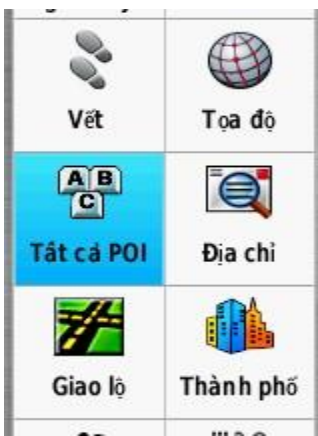 Vết
Tọa độ
A B
C
Tất cả POI
Địa chỉ
Giao lộ
Thành phố